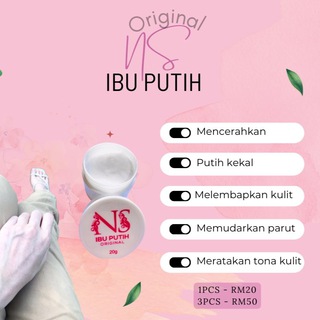 Original
NS
IBU PUTIH
Mencerahkan
Putih kekal
Melembapkan kulit
Memudarkan parut
Meratakan tona kulit
NS
IBU PUTIH
ORIGINAL
20g
1PCS - RM20
3PCS - RM50